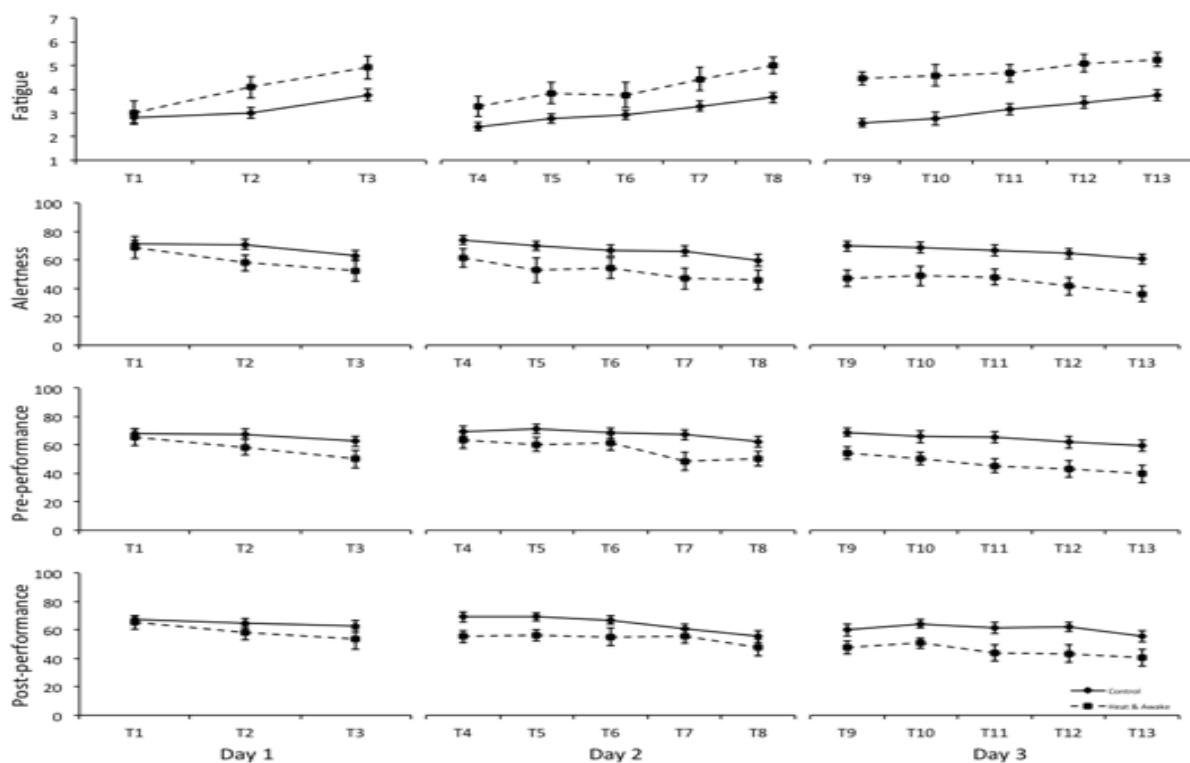 Fatigue
7
6
5
4
3
2
1
T1 T2 T3 T4 T5 T6 T7 T8 T9 T10 T11 T12 T13
Alertness
100
80
60
40
20
0
T1 T2 T3 T4 T5 T6 T7 T8 T9 T10 T11 T12 T13
Pre-performance
100
80
60
40
20
0
T1 T2 T3 T4 T5 T6 T7 T8 T9 T10 T11 T12 T13
Post-performance
100
80
60
40
20
0
Control
Heat & Awake
T1 T2 T3 T4 T5 T6 T7 T8 T9 T10 T11 T12 T13
Day 1 Day 2 Day 3